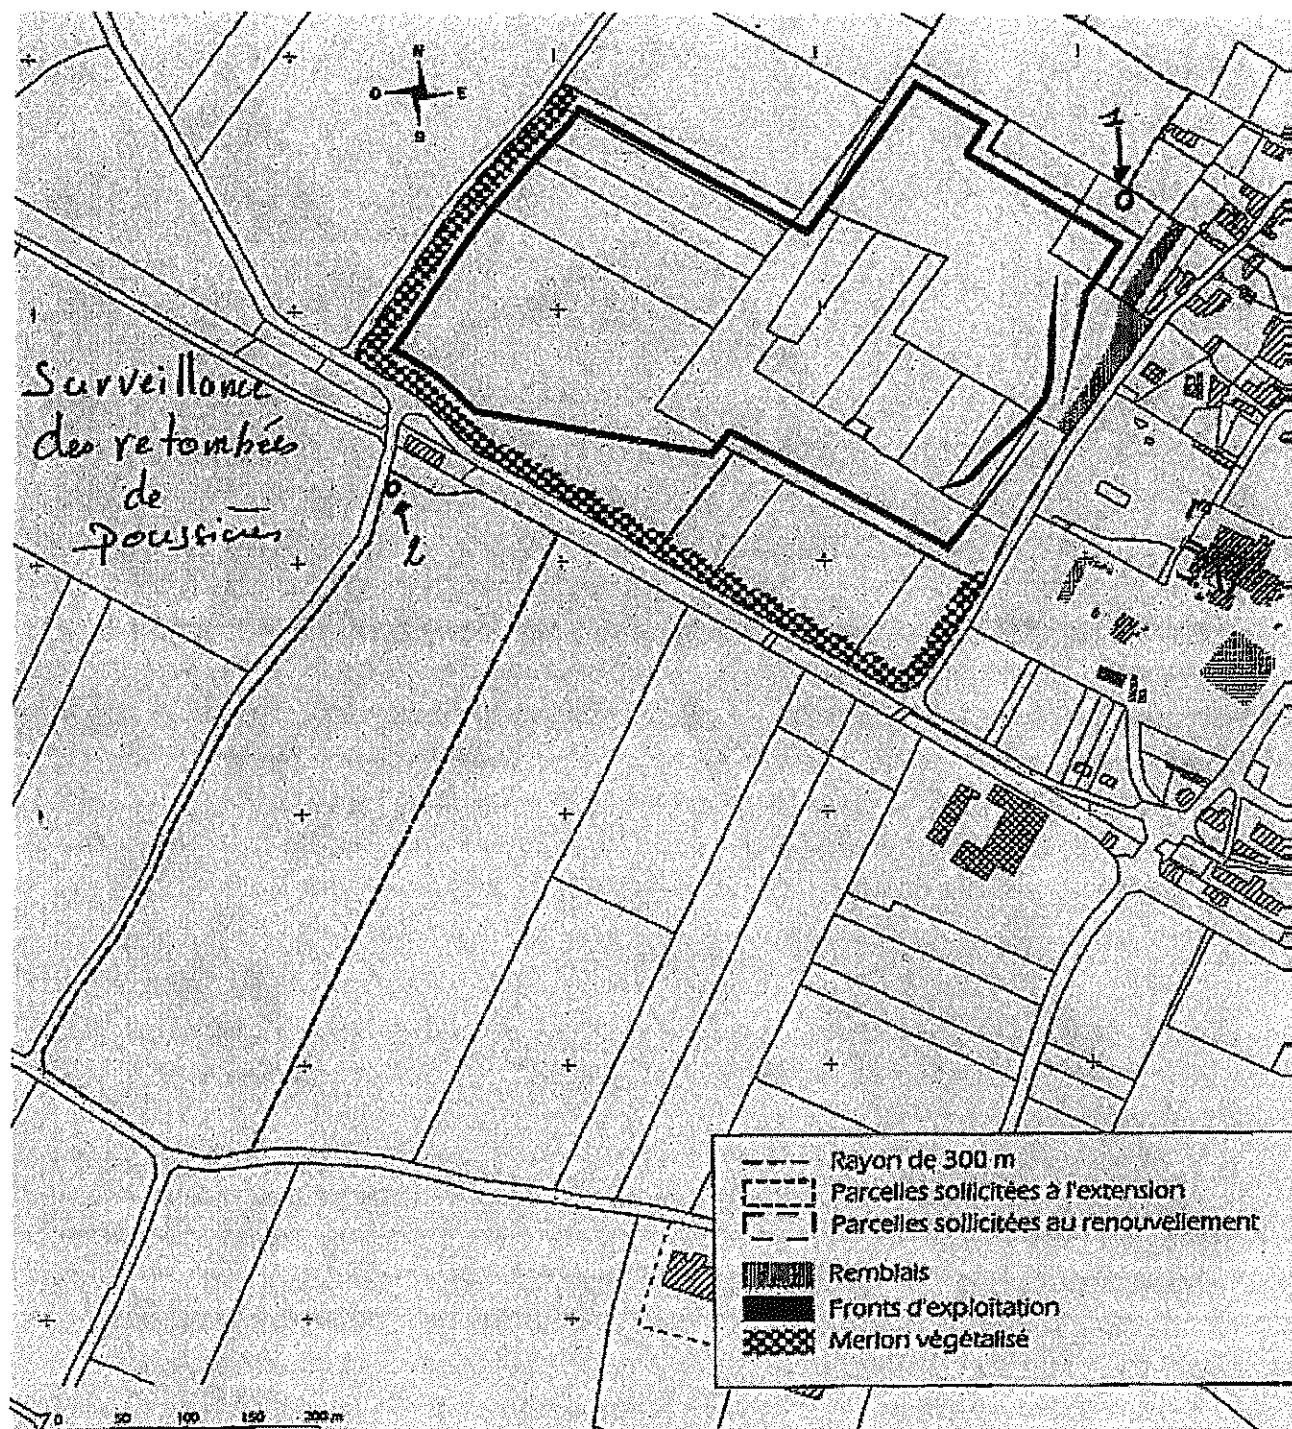 N
O E
S
1
Surveillance
des retombées
de
poussières
2
Rayon de 300 m
Parcelles sollicitées à l'extension
Parcelles sollicitées au renouvellement
Remblais
Fronts d'exploitation
Merlon végétalisé
0 50 100 150 200 m